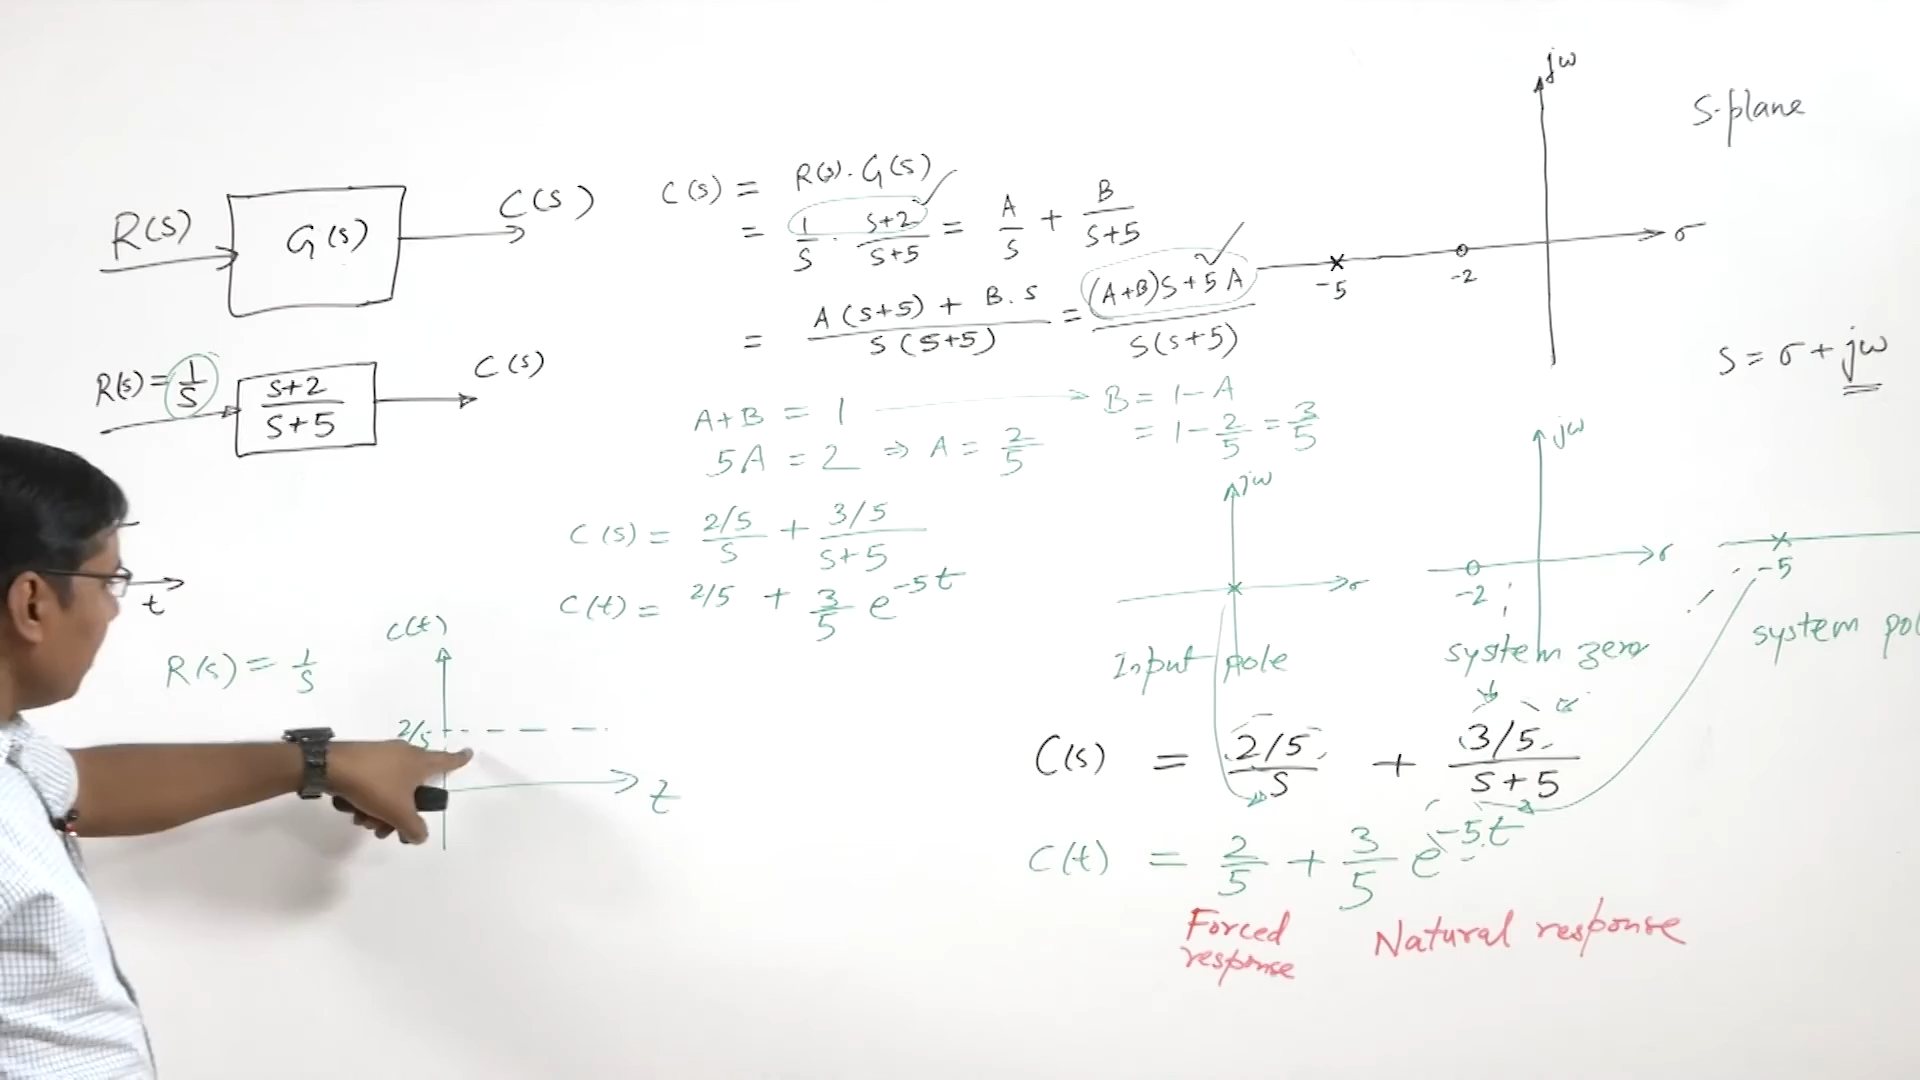 R(s)
G(s)
C(s)
R(s) = 1/s
s+2
s+5
C(s)
t
C(s) = R(s).G(s)
= 1/s . (s+2)/(s+5) = A/s + B/(s+5)
= (A(s+5) + B.s)/(s(s+5)) = ((A+B)s+5A)/(s(s+5))
A+B = 1
B = 1-A
5A = 2 ⇒ A = 2/5
= 1 - 2/5 = 3/5
C(s) = (2/5)/s + (3/5)/(s+5)
C(t) = 2/5 + 3/5 e^-5t
R(s) = 1/s
C(t)
2/5
t
jω
S-plane
σ
-5
-2
S = σ + jω
jω
σ
Input pole
jω
σ
-2
system zero
-5
system
C(s) = (2/5)/s + (3/5)/(s+5)
C(t) = 2/5 + 3/5 e^-5t
Forced
response
Natural response